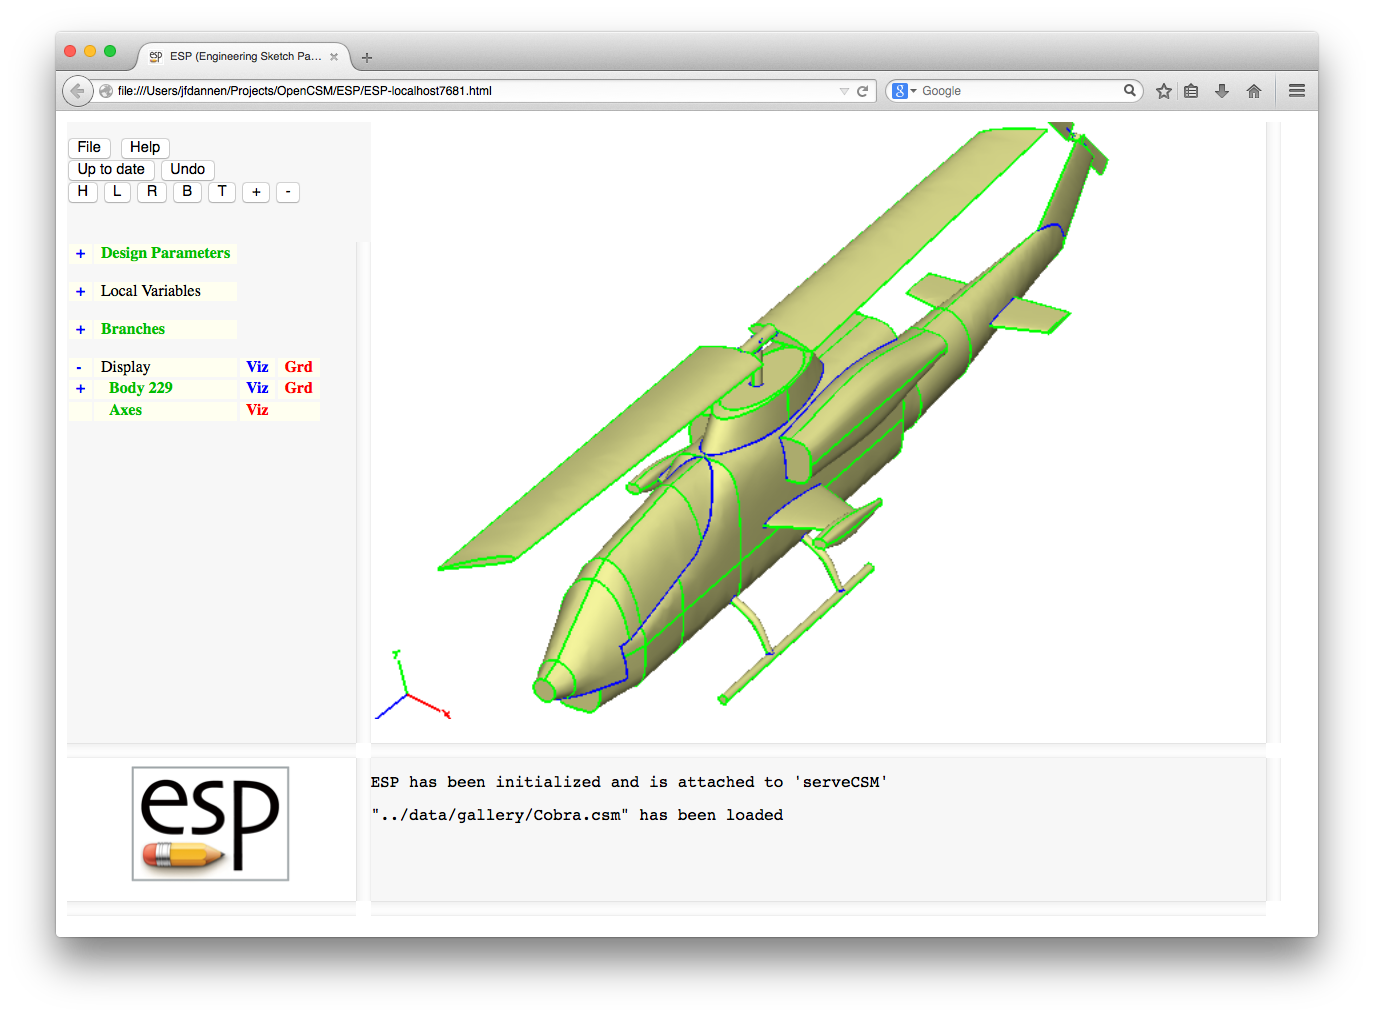 ESP (Engineering Sketch Pa...
file:///Users/jfdannen/Projects/OpenCSM/ESP/ESP-localhost7681.html
Google
File Help
Up to date Undo
H L R B T + -
+ Design Parameters
+ Local Variables
+ Branches
- Display Viz Grd
+ Body 229 Viz Grd
Axes Viz
Y
X
esp
ESP has been initialized and is attached to 'serveCSM'
"../data/gallery/Cobra.csm" has been loaded